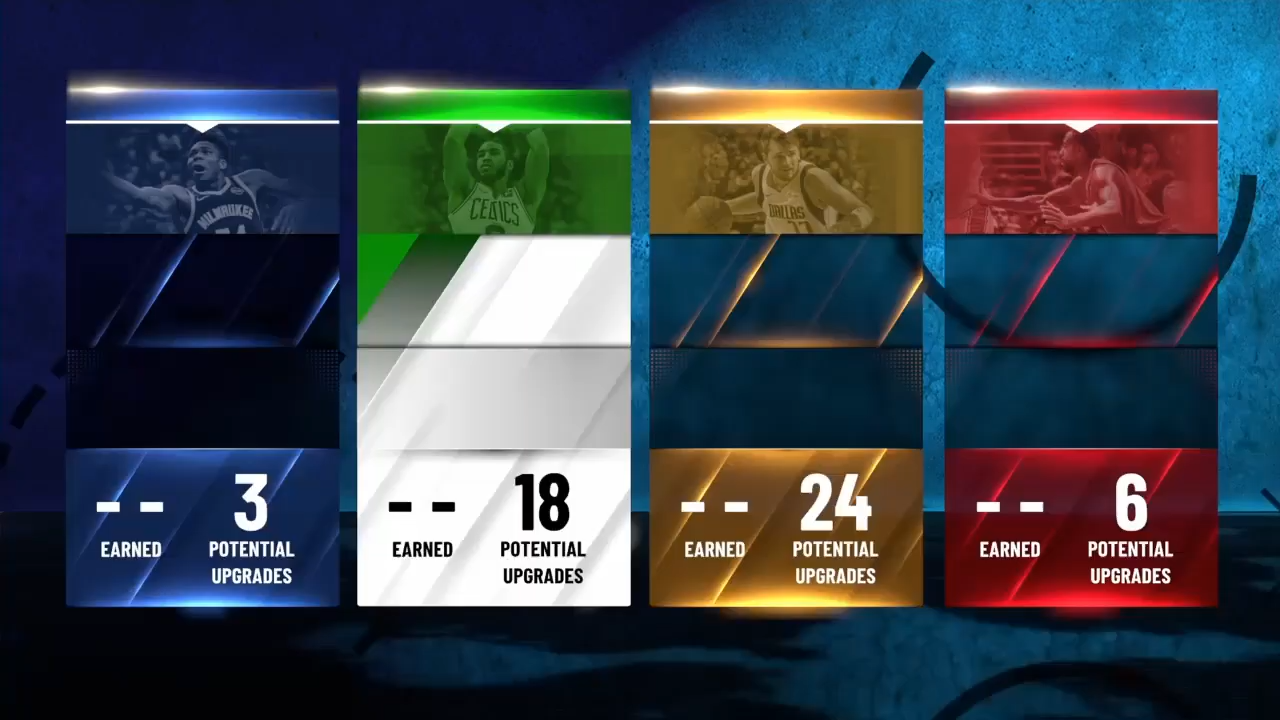 MILWAUKEE
CELTICS
DALLAS
-- 3
EARNED POTENTIAL
UPGRADES
-- 18
EARNED POTENTIAL
UPGRADES
-- 24
EARNED POTENTIAL
UPGRADES
-- 6
EARNED POTENTIAL
UPGRADES